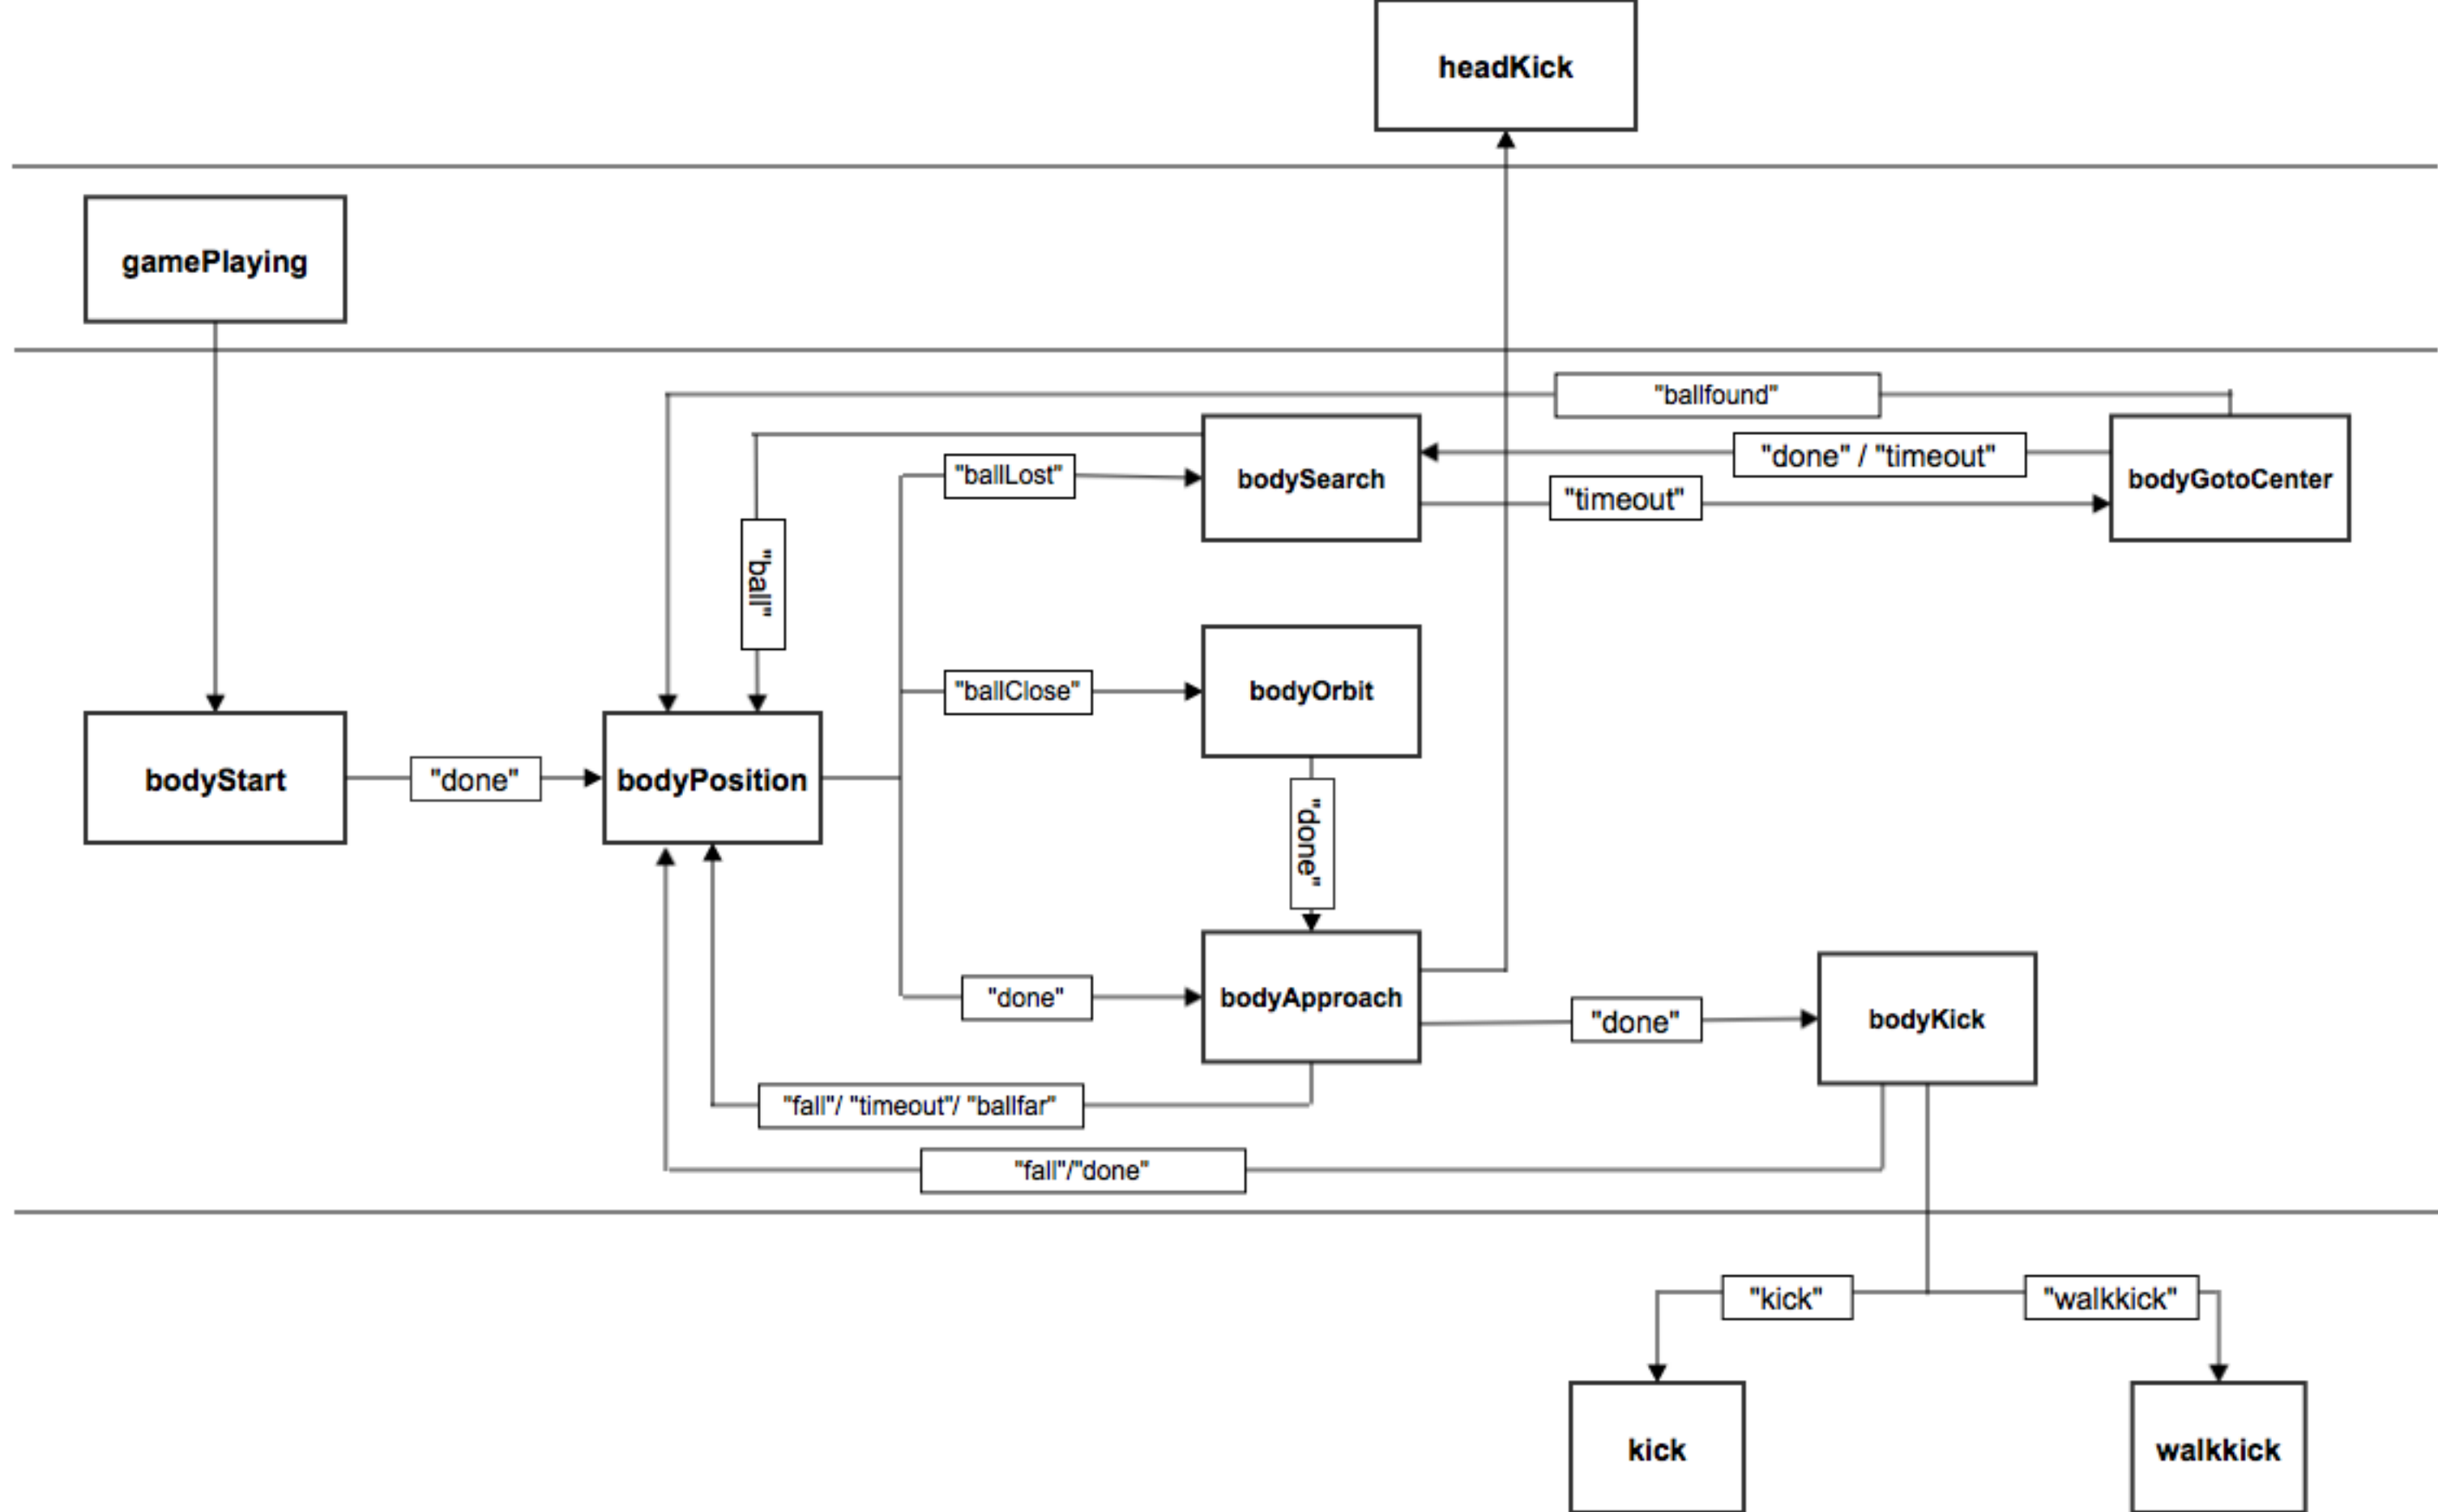 headKick
gamePlaying
"ballfound"
"ballLost"
bodySearch
"done" / "timeout"
"timeout"
bodyGotoCenter
"ball"
"ballClose"
bodyOrbit
bodyStart
"done"
bodyPosition
"done"
"done"
bodyApproach
"done"
bodyKick
"fall"/ "timeout"/ "ballfar"
"fall"/"done"
"kick"
"walkkick"
kick
walkkick